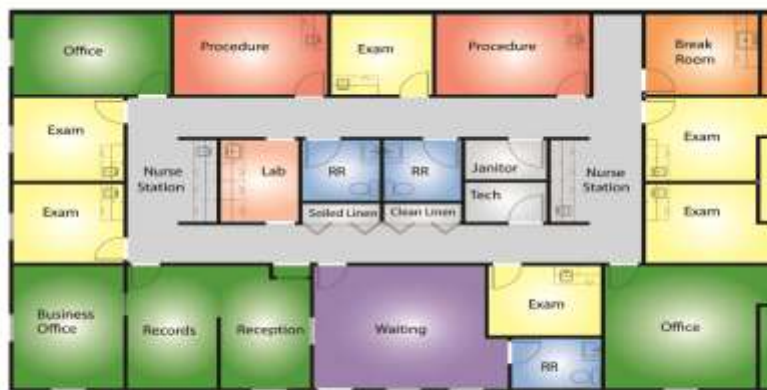 Office
Procedure
Exam
Procedure
Break
Room
Exam
Exam
Nurse
Station
Lab
RR
RR
Janitor
Tech
Nurse
Station
Exam
Exam
Soiled Linen
Clean Linen
Business
Office
Records
Reception
Waiting
Exam
RR
Office